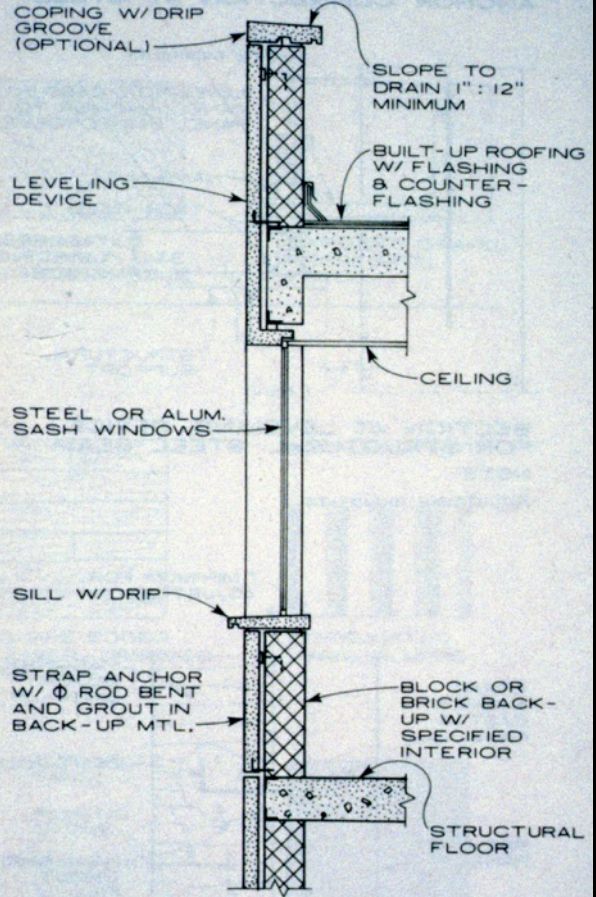 COPING W/ DRIP
GROOVE
(OPTIONAL)
SLOPE TO
DRAIN 1" : 12"
MINIMUM
BUILT-UP ROOFING
W/ FLASHING
& COUNTER-
FLASHING
LEVELING
DEVICE
CEILING
STEEL OR ALUM.
SASH WINDOWS
SILL W/ DRIP
STRAP ANCHOR
W/ Φ ROD BENT
AND GROUT IN
BACK-UP MTL.
BLOCK OR
BRICK BACK-
UP W/
SPECIFIED
INTERIOR
STRUCTURAL
FLOOR